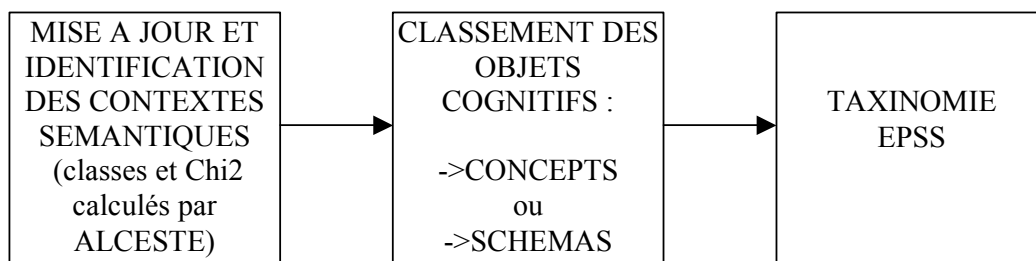 MISE A JOUR ET
IDENTIFICATION
DES CONTEXTES
SEMANTIQUES
(classes et Chi2
calculés par
ALCESTE)
CLASSEMENT DES
OBJETS
COGNITIFS :
->CONCEPTS
ou
->SCHEMAS
TAXINOMIE
EPSS